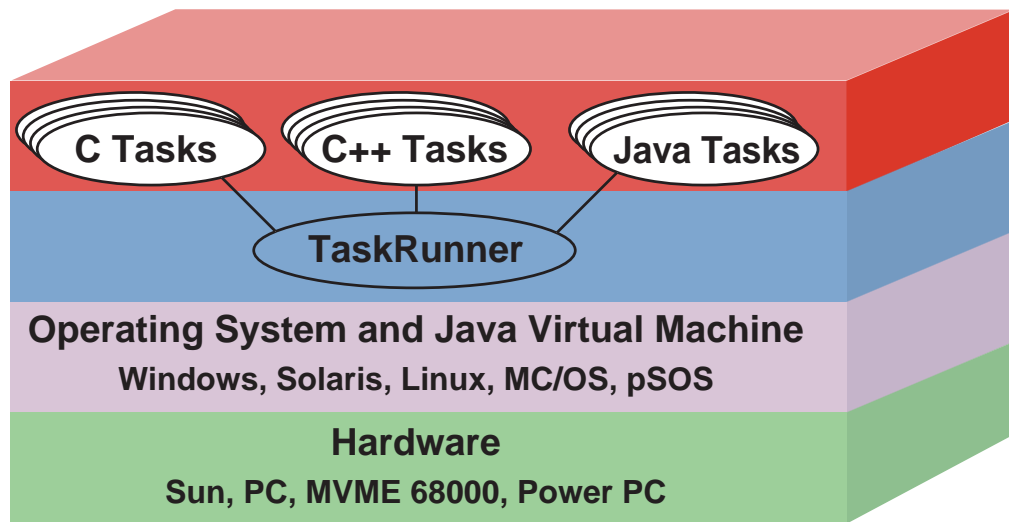 C Tasks
C++ Tasks
Java Tasks
TaskRunner
Operating System and Java Virtual Machine
Windows, Solaris, Linux, MC/OS, pSOS
Hardware
Sun, PC, MVME 68000, Power PC